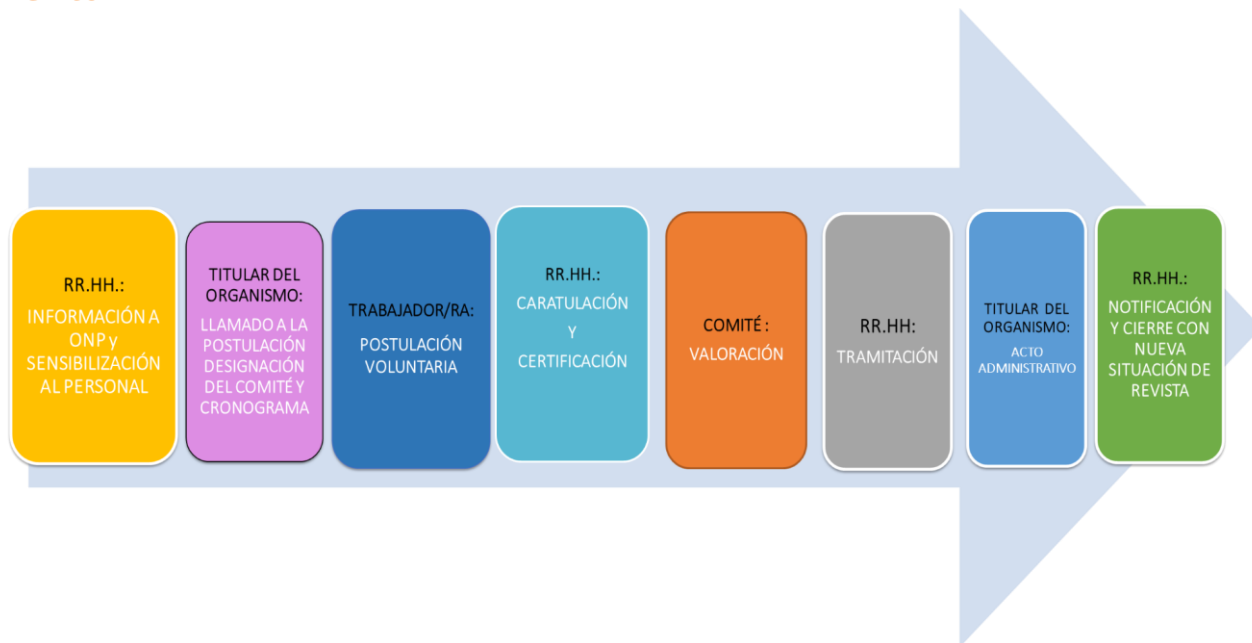 RR.HH.:
INFORMACIÓN A
ONP y
SENSIBILIZACIÓN
AL PERSONAL
TITULAR DEL
ORGANISMO:
LLAMADO A LA
POSTULACIÓN
DESIGNACIÓN
DEL COMITÉ Y
CRONOGRAMA
TRABAJADOR/RA:
POSTULACIÓN
VOLUNTARIA
RR.HH.:
CARATULACIÓN
Y
CERTIFICACIÓN
COMITÉ :
VALORACIÓN
RR.HH:
TRAMITACIÓN
TITULAR DEL
ORGANISMO:
ACTO
ADMINISTRATIVO
RR.HH.:
NOTIFICACIÓN
Y CIERRE CON
NUEVA
SITUACIÓN DE
REVISTA